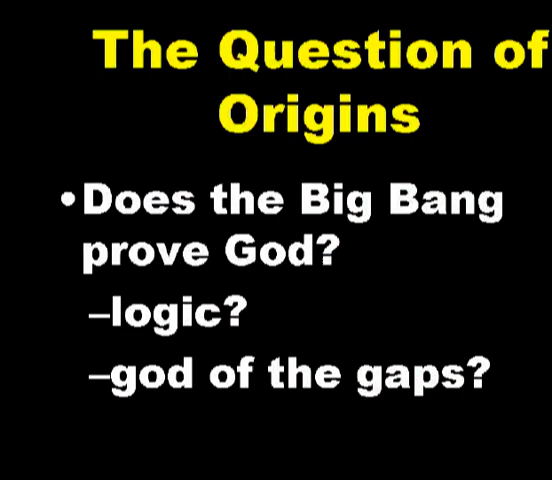 The Question of
Origins
•Does the Big Bang
prove God?
–logic?
–god of the gaps?